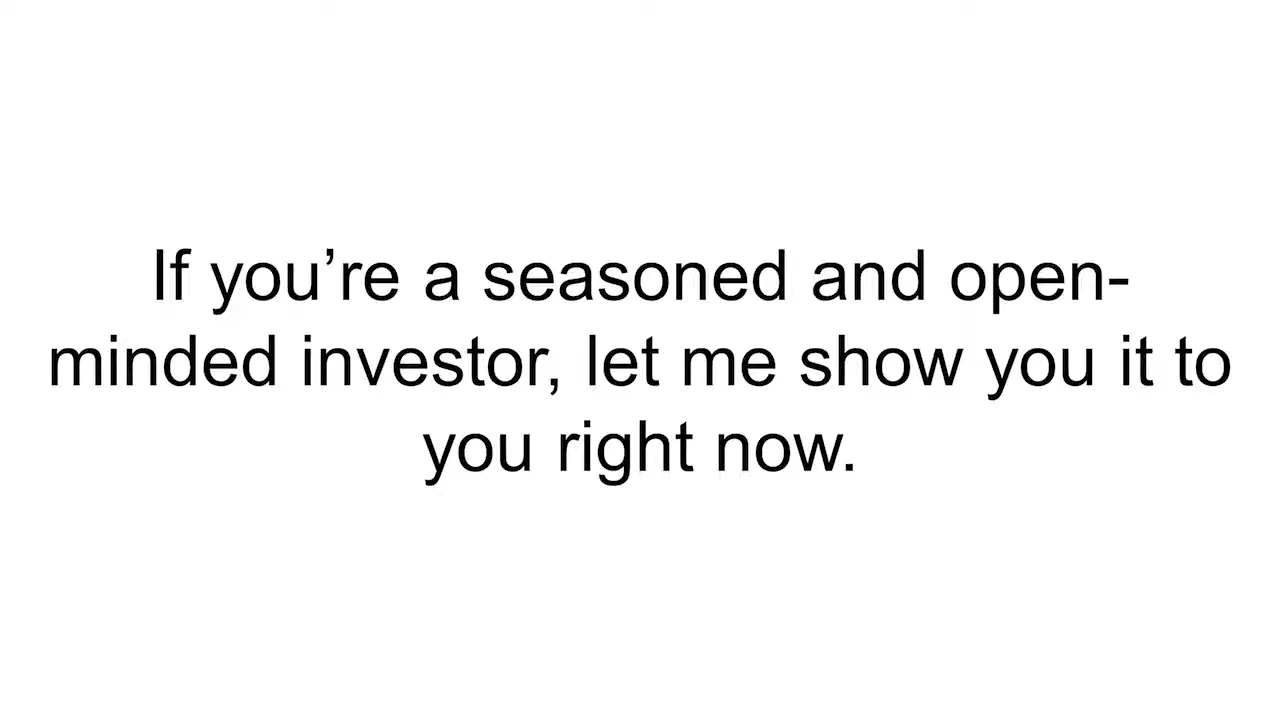 If you’re a seasoned and open-
minded investor, let me show you it to
you right now.